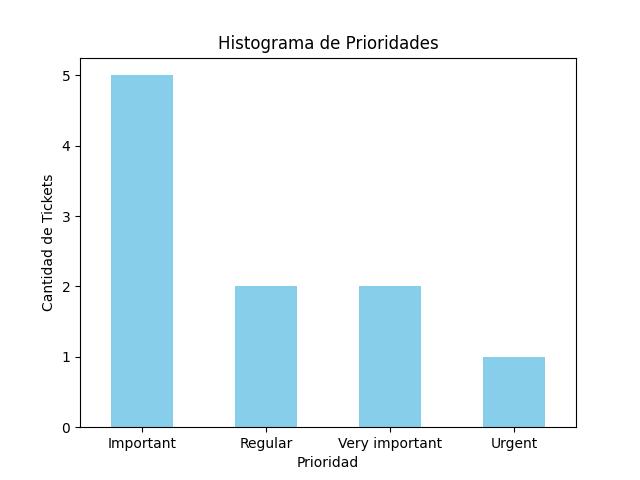 Histograma de Prioridades
5
4
3
2
1
0
Cantidad de Tickets
Important Regular Very important Urgent
Prioridad